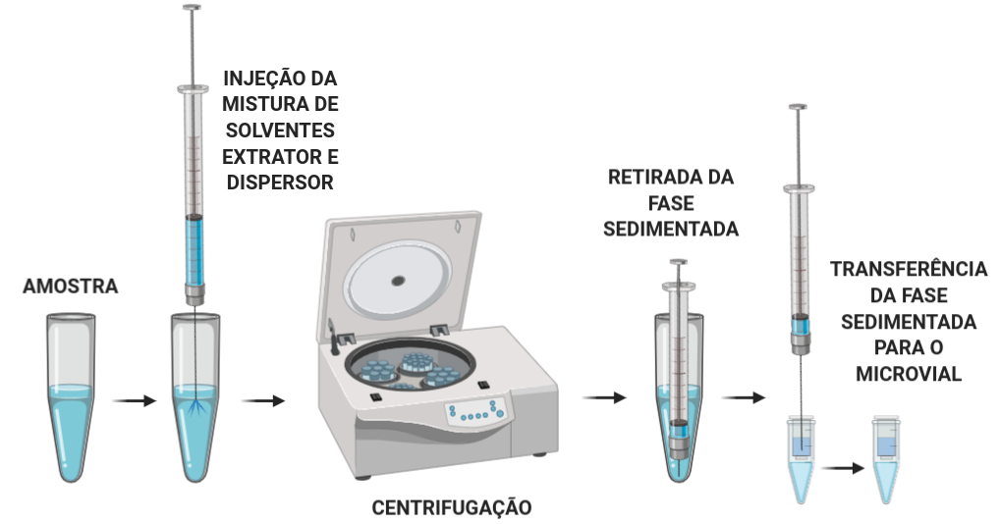 AMOSTRA
INJEÇÃO DA
MISTURA DE
SOLVENTES
EXTRATOR E
DISPERSOR
CENTRIFUGAÇÃO
RETIRADA DA
FASE
SEDIMENTADA
TRANSFERÊNCIA
DA FASE
SEDIMENTADA
PARA O
MICROVIAL